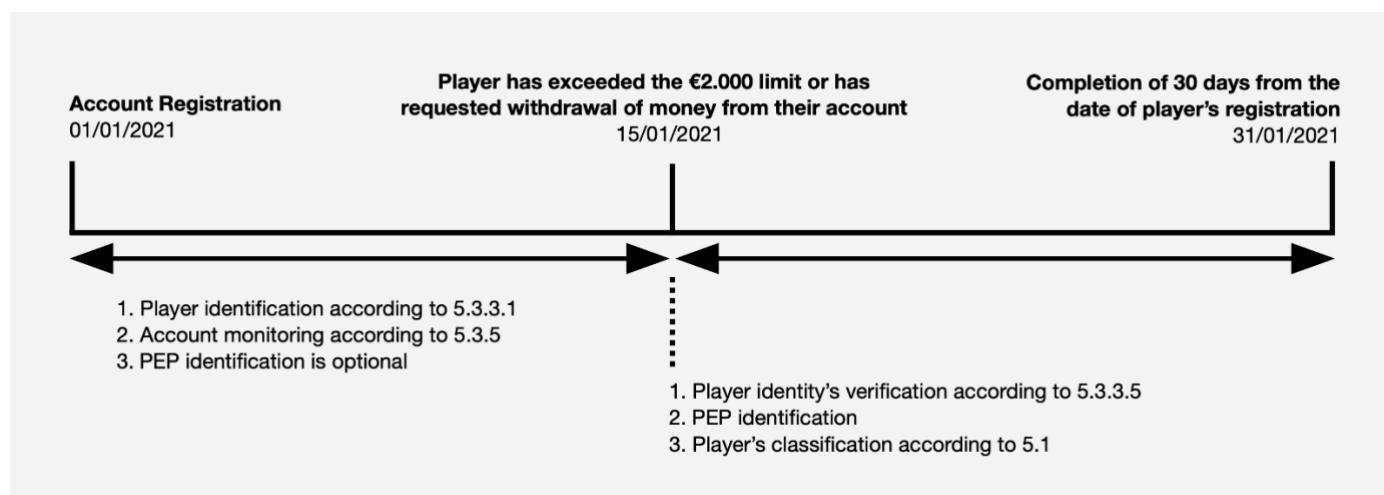 Account Registration
01/01/2021
Player has exceeded the €2.000 limit or has
requested withdrawal of money from their account
15/01/2021
Completion of 30 days from the
date of player's registration
31/01/2021
1. Player identification according to 5.3.3.1
2. Account monitoring according to 5.3.5
3. PEP identification is optional
1. Player identity's verification according to 5.3.3.5
2. PEP identification
3. Player's classification according to 5.1